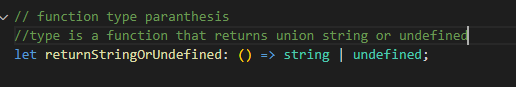 // function type paranthesis
//type is a function that returns union string or undefined
let returnStringOrUndefined: () => string | undefined;